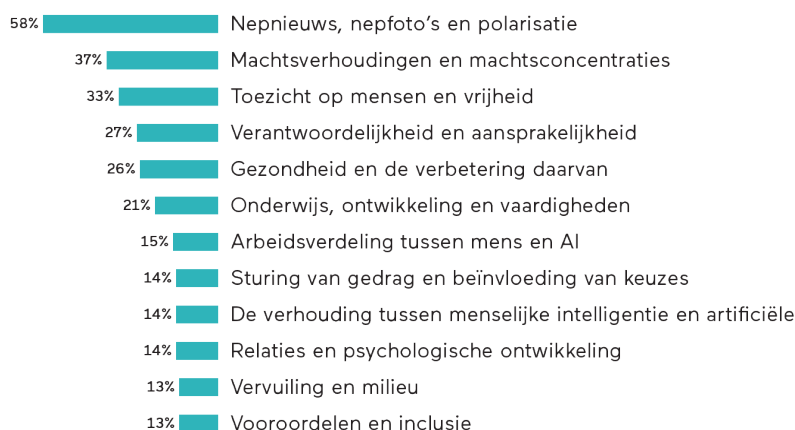 58% Nepnieuws, nepfoto's en polarisatie
37% Machtsverhoudingen en machtsconcentraties
33% Toezicht op mensen en vrijheid
27% Verantwoordelijkheid en aansprakelijkheid
26% Gezondheid en de verbetering daarvan
21% Onderwijs, ontwikkeling en vaardigheden
15% Arbeidsverdeling tussen mens en AI
14% Sturing van gedrag en beïnvloeding van keuzes
14% De verhouding tussen menselijke intelligentie en artificiële
14% Relaties en psychologische ontwikkeling
13% Vervuiling en milieu
13% Vooroordelen en inclusie